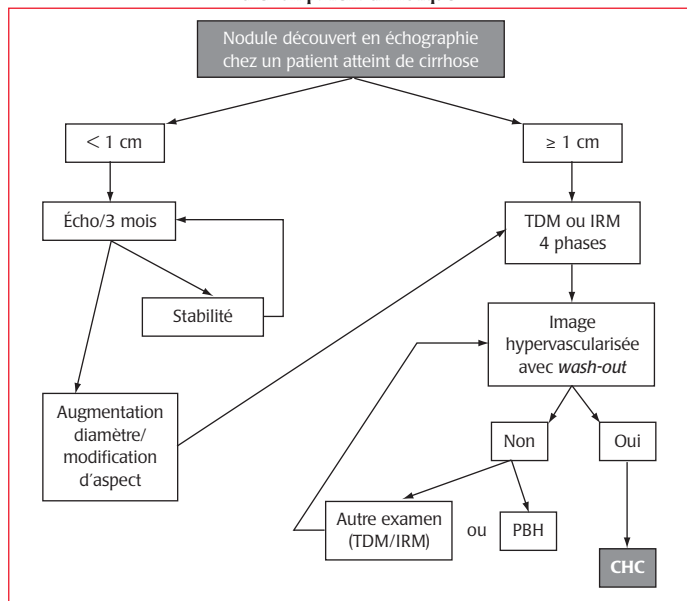 Nodule découvert en échographie
chez un patient atteint de cirrhose
< 1 cm
≥ 1 cm
Écho/3 mois
TDM ou IRM
4 phases
Stabilité
Image
hypervascularisée
avec wash-out
Augmentation
diamètre/
modification
d'aspect
Non
Oui
Autre examen
(TDM/IRM)
ou
PBH
CHC